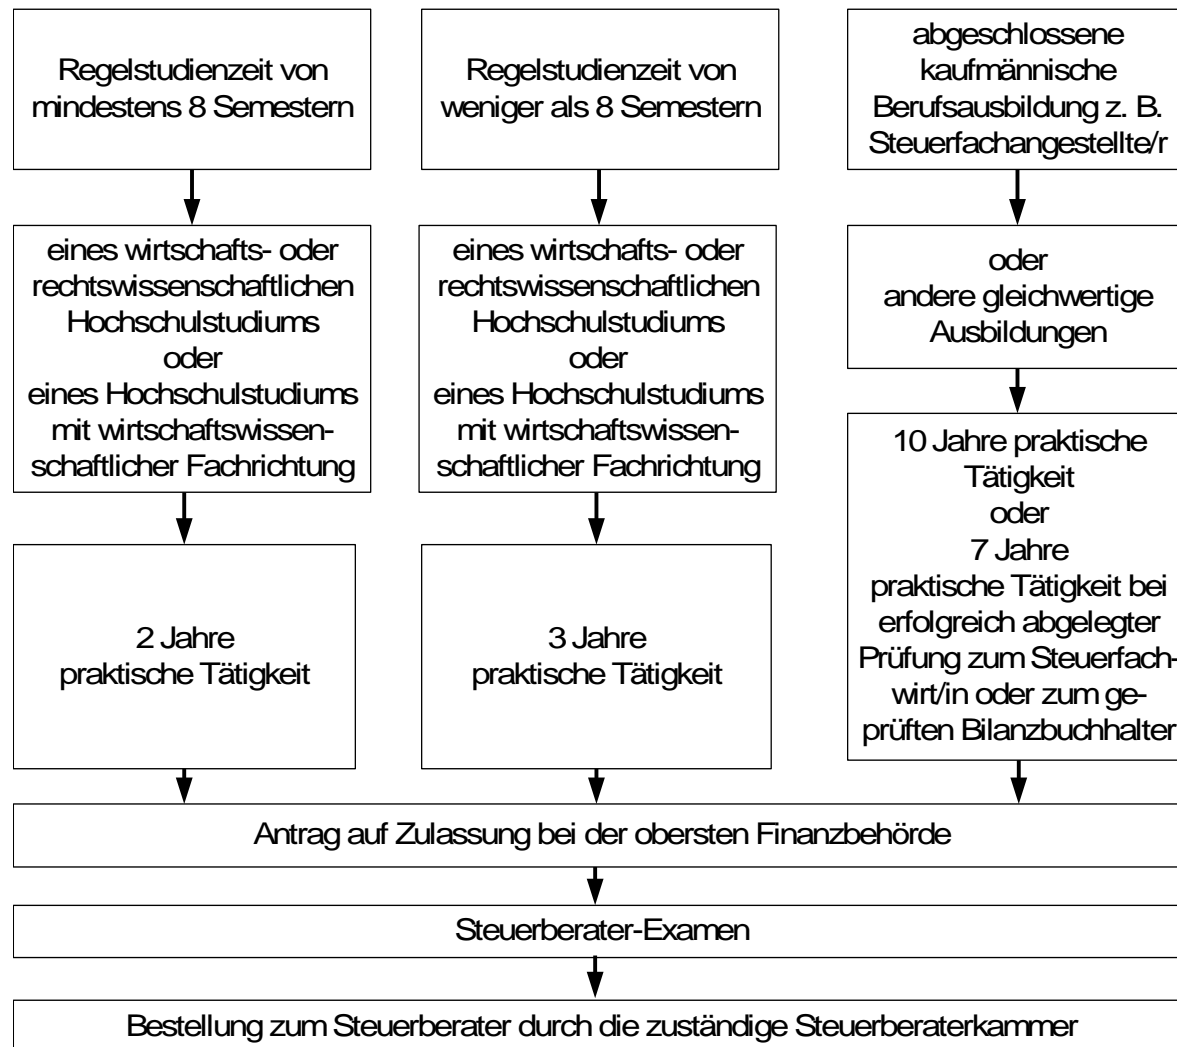 Regelstudienzeit von
mindestens 8 Semestern
Regelstudienzeit von
weniger als 8 Semestern
abgeschlossene
kaufmännische
Berufsausbildung z. B.
Steuerfachangestellte/r
eines wirtschafts- oder
rechtswissenschaftlichen
Hochschulstudiums
oder
eines Hochschulstudiums
mit wirtschaftswissen-
schaftlicher Fachrichtung
eines wirtschafts- oder
rechtswissenschaftlichen
Hochschulstudiums
oder
eines Hochschulstudiums
mit wirtschaftswissen-
schaftlicher Fachrichtung
oder
andere gleichwertige
Ausbildungen
2 Jahre
praktische Tätigkeit
3 Jahre
praktische Tätigkeit
10 Jahre praktische
Tätigkeit
oder
7 Jahre
praktische Tätigkeit bei
erfolgreich abgelegter
Prüfung zum Steuerfach-
wirt/in oder zum ge-
prüften Bilanzbuchhalter
Antrag auf Zulassung bei der obersten Finanzbehörde
Steuerberater-Examen
Bestellung zum Steuerberater durch die zuständige Steuerberaterkammer